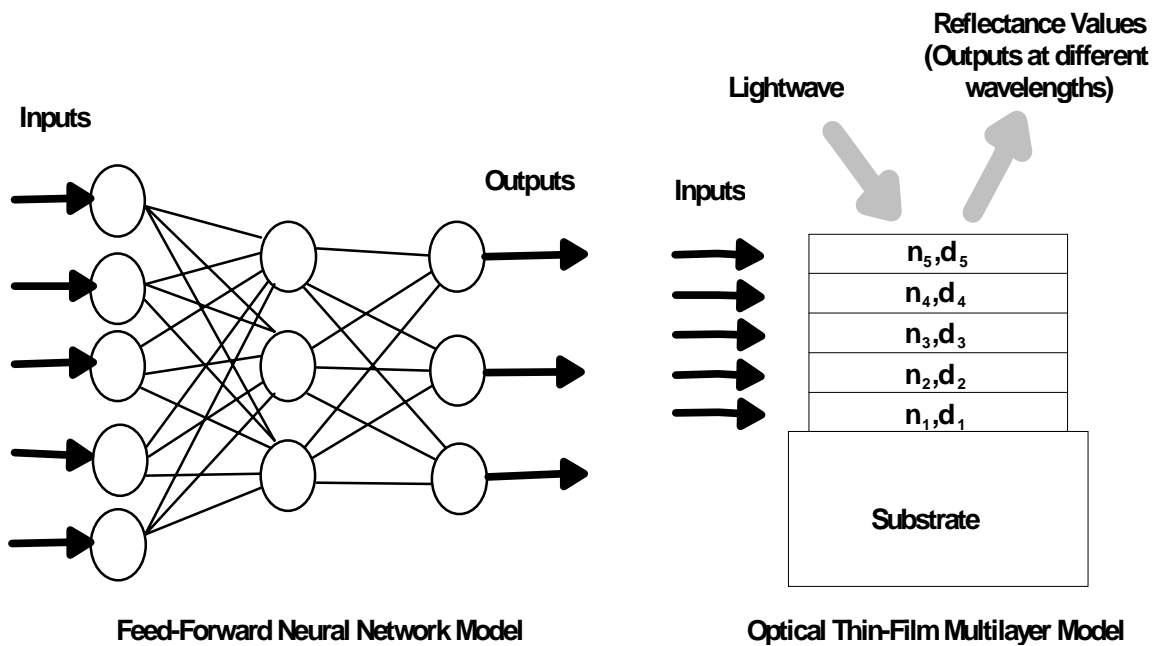 Inputs
Outputs
Feed-Forward Neural Network Model
Reflectance Values
(Outputs at different
wavelengths)
Lightwave
Inputs
n₅,d₅
n₄,d₄
n₃,d₃
n₂,d₂
n₁,d₁
Substrate
Optical Thin-Film Multilayer Model